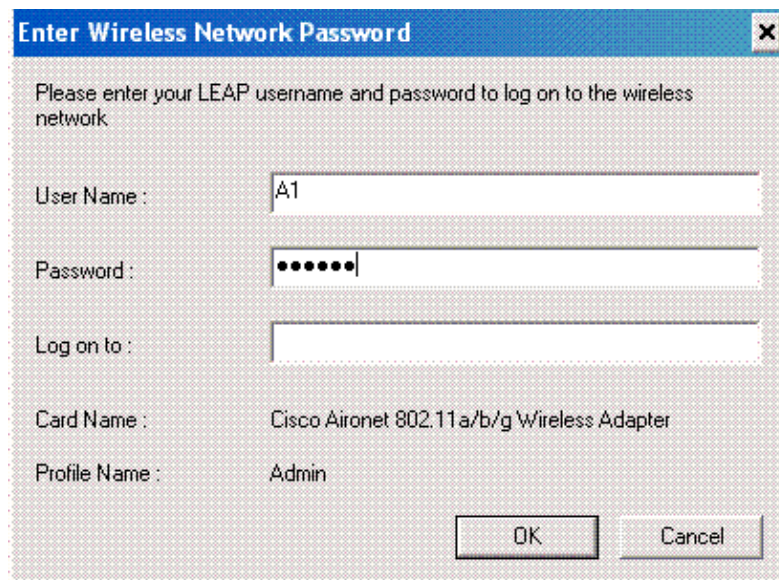 Enter Wireless Network Password
Please enter your LEAP username and password to log on to the wireless
network
User Name :
A1
Password :
●●●●●●
Log on to :
Card Name :
Cisco Aironet 802.11a/b/g Wireless Adapter
Profile Name :
Admin
OK
Cancel